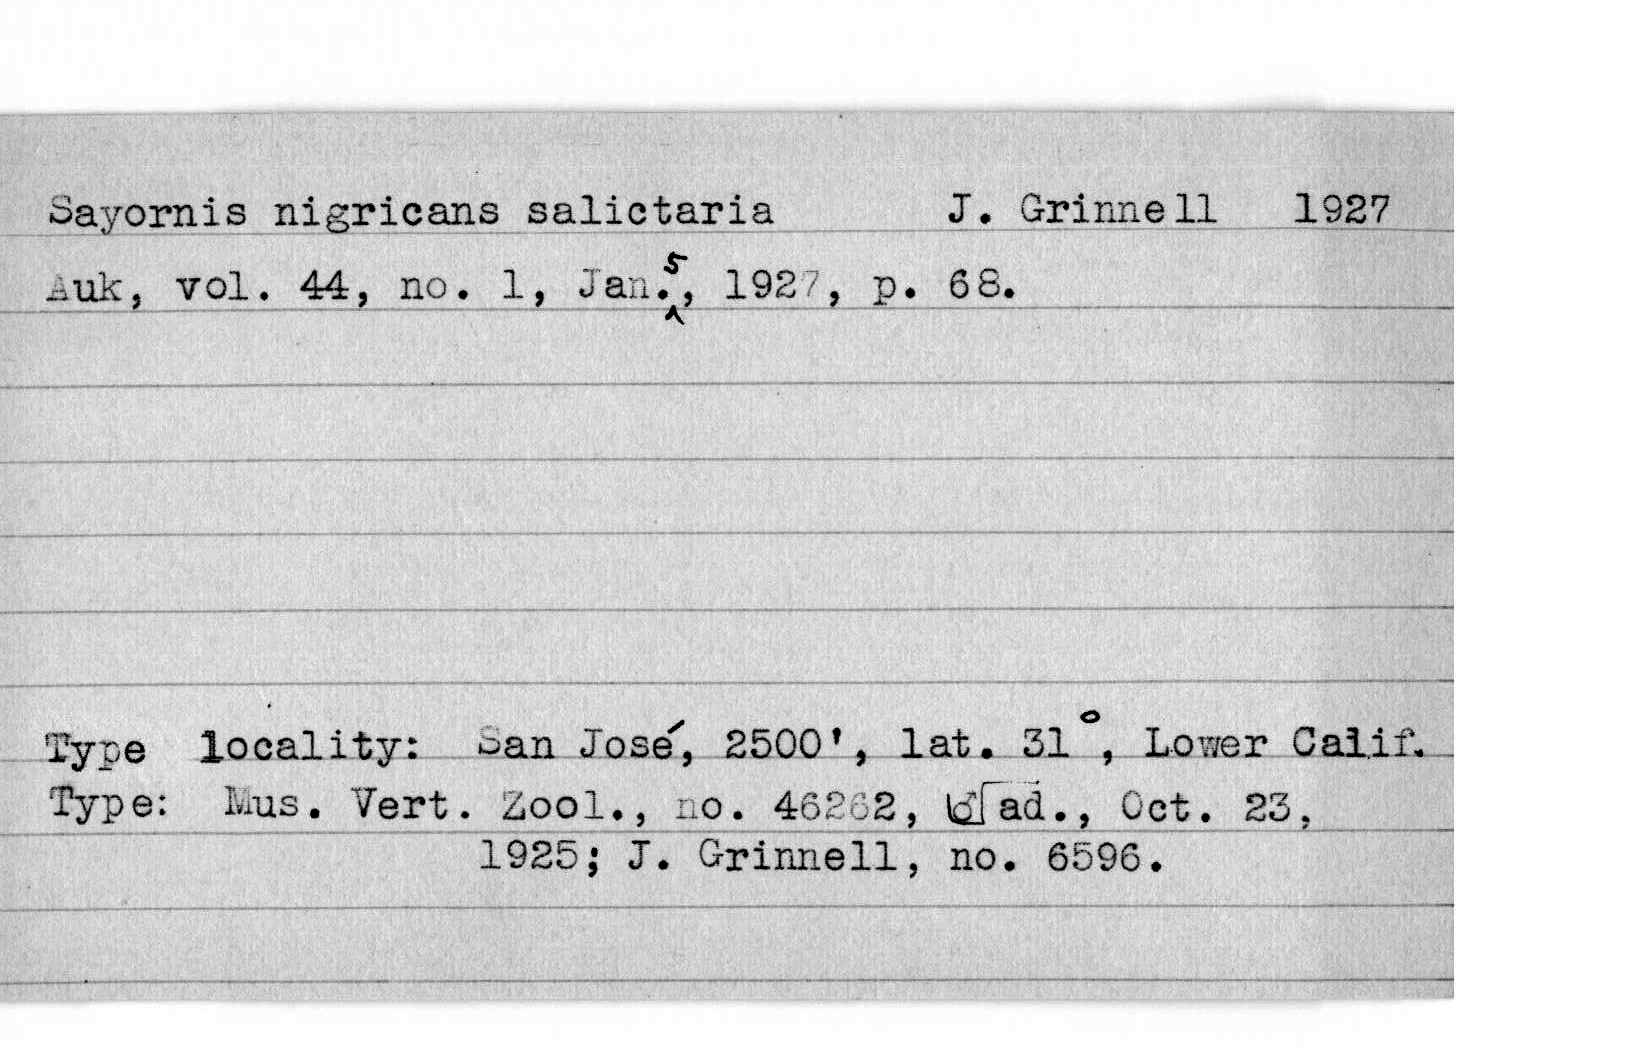 Sayornis nigricans salictaria J. Grinnell 1927
Auk, vol. 44, no. 1, Jan. 5, 1927, p. 68.
Type locality: San José, 2500', lat. 31°, Lower Calif.
Type: Mus. Vert. Zool., no. 46262, ♂ ad., Oct. 23,
1925; J. Grinnell, no. 6596.